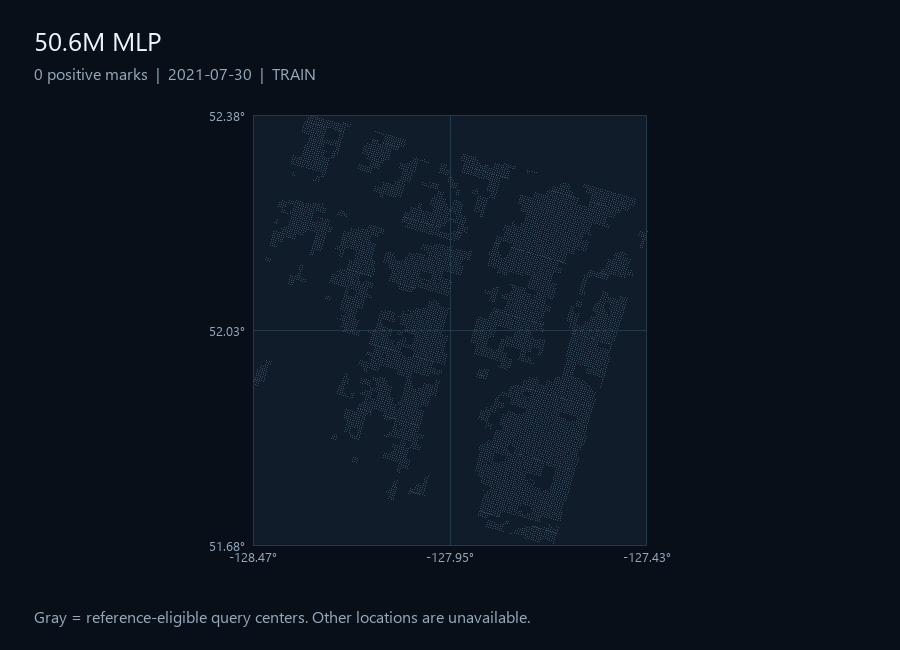 50.6M MLP
0 positive marks | 2021-07-30 | TRAIN
52.38°
52.03°
51.68°
-128.47°
-127.95°
-127.43°
Gray = reference-eligible query centers. Other locations are unavailable.